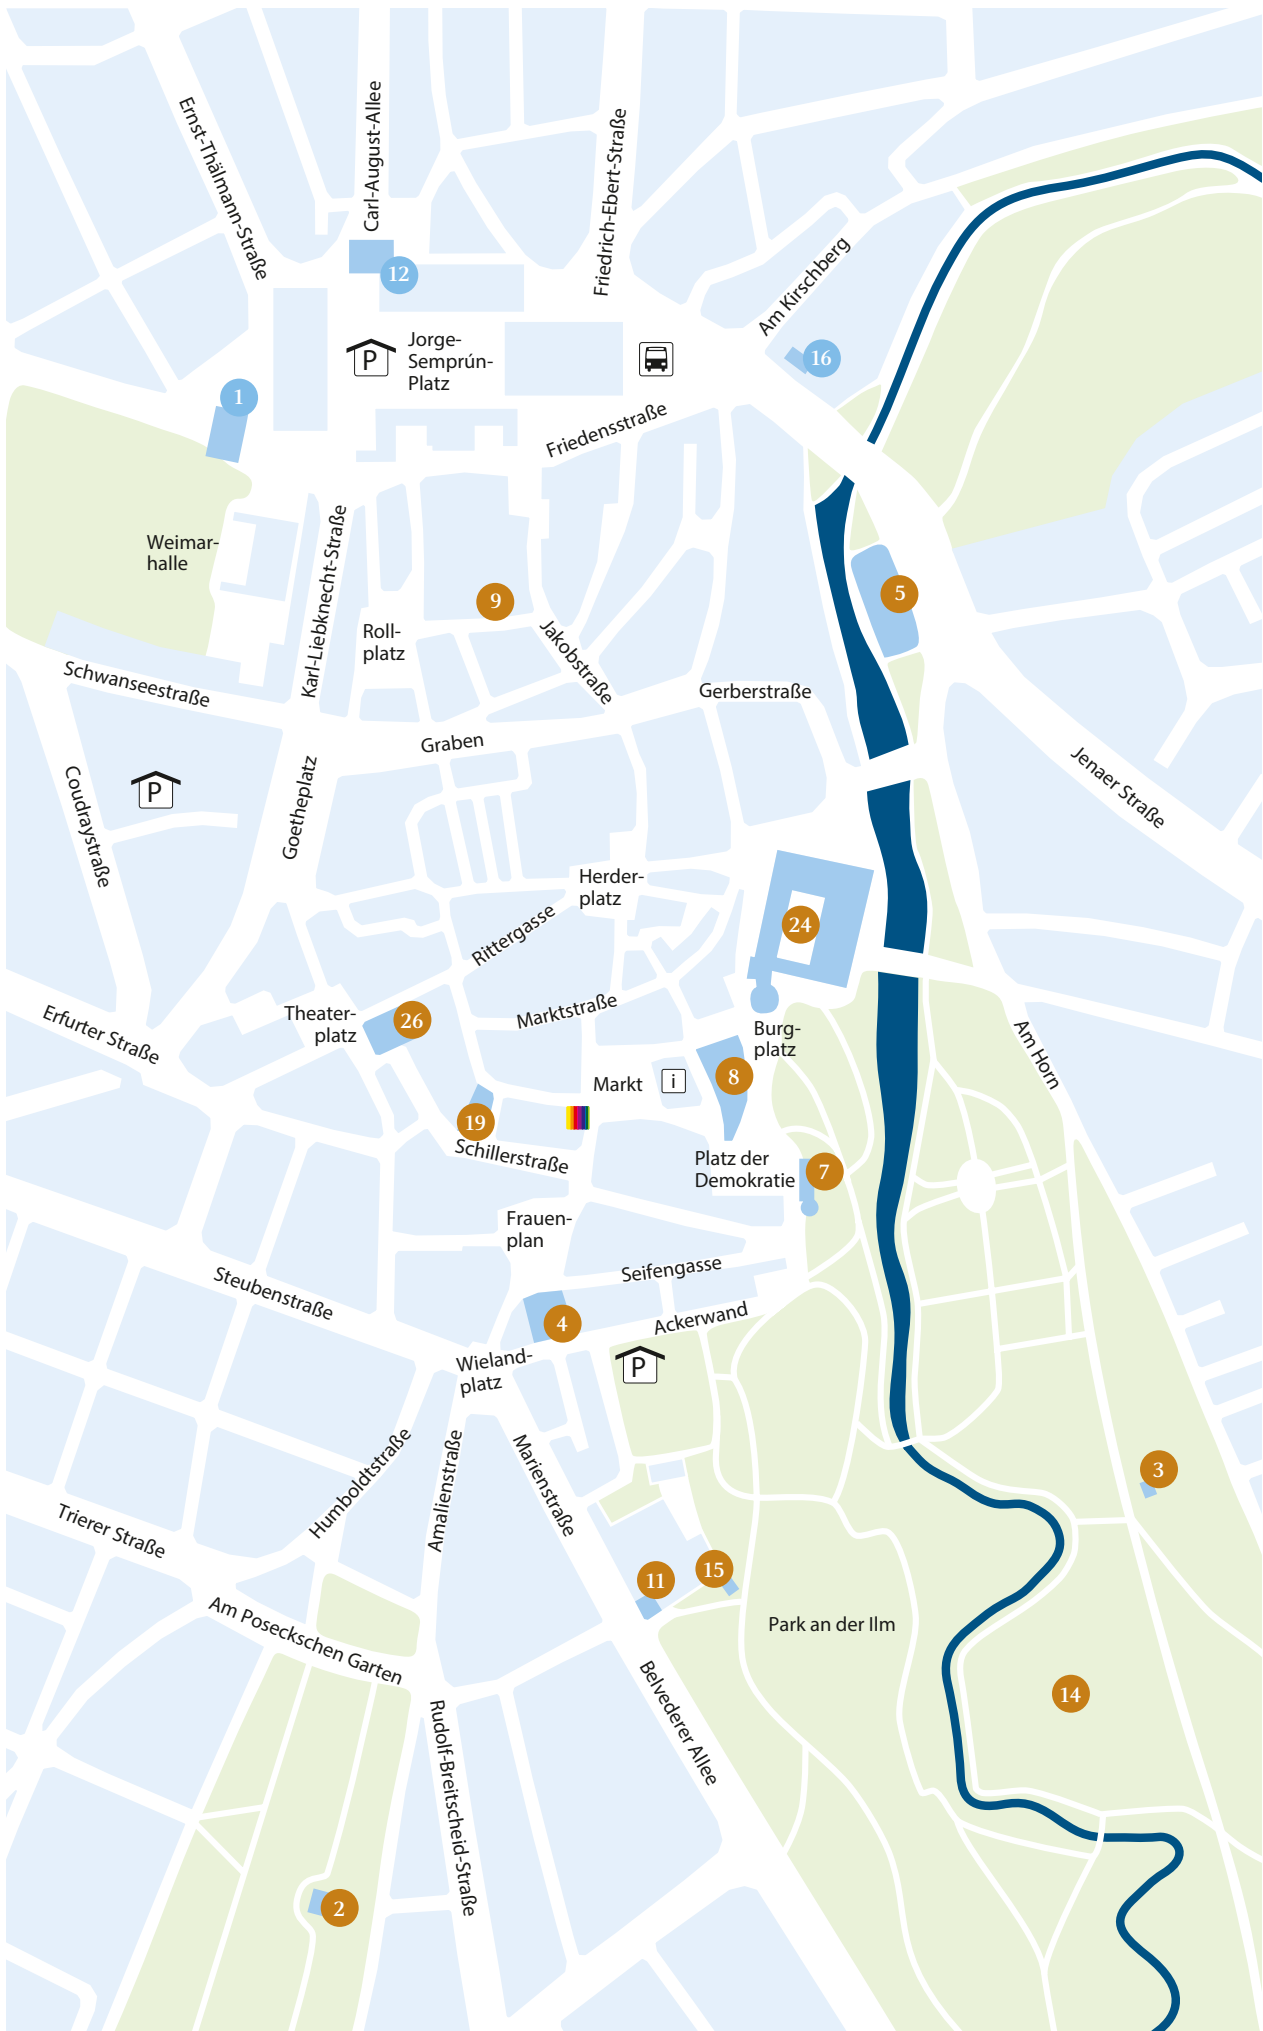 Ernst-Thälmann-Straße
Carl-August-Allee
Friedrich-Ebert-Straße
Am Kirschberg
12
P
Jorge-
Semprún-
Platz
16
1
Friedensstraße
Weimar-
halle
Karl-Liebknecht-Straße
9
5
Roll-
platz
Jakobstraße
Schwanseestraße
Gerberstraße
Graben
Coudraystraße
P
Goetheplatz
Jenaer Straße
Herder-
platz
Rittergasse
24
Erfurter Straße
Theater-
platz
26
Marktstraße
Burg-
platz
Am Horn
Markt
i
8
19
Schillerstraße
Platz der
Demokratie
7
Frauen-
plan
Steubenstraße
Seifengasse
4
Ackerwand
Wieland-
platz
P
Humboldtstraße
Amalienstraße
Marienstraße
3
Trierer Straße
11
15
Am Poseckschen Garten
Park an der Ilm
Belvederer Allee
14
Rudolf-Breitscheid-Straße
2